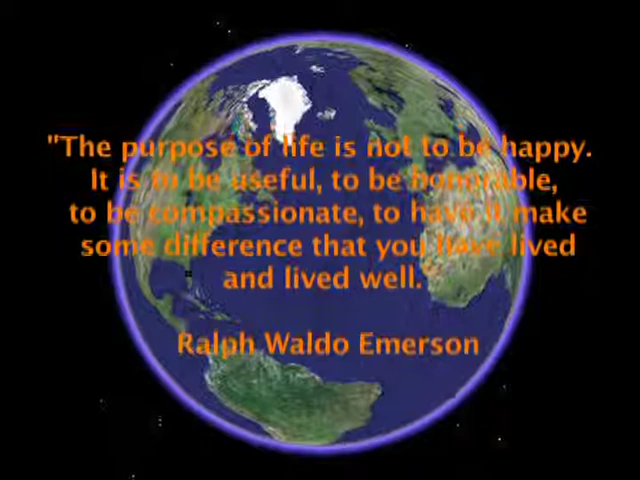 "The purpose of life is not to be happy.
It is to be useful, to be honorable,
to be compassionate, to have it make
some difference that you have lived
and lived well.
Ralph Waldo Emerson